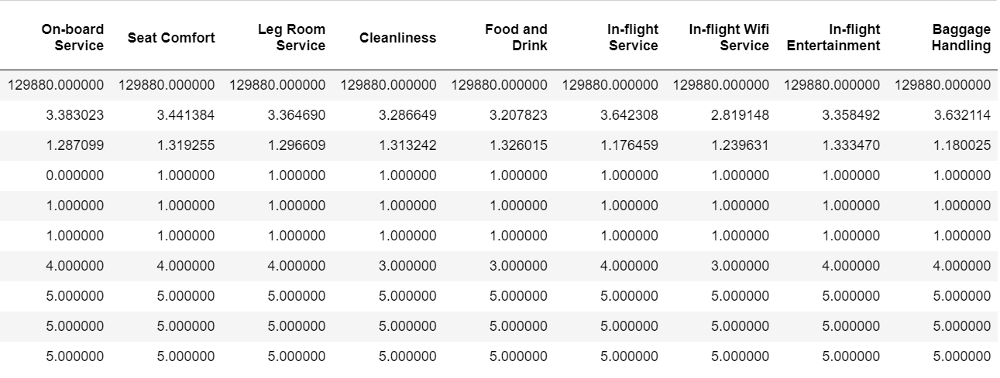 On-board Service Seat Comfort Leg Room Service Cleanliness Food and Drink In-flight Service In-flight Wifi Service In-flight Entertainment Baggage Handling
129880.000000 129880.000000 129880.000000 129880.000000 129880.000000 129880.000000 129880.000000 129880.000000 129880.000000
3.383023 3.441384 3.364690 3.286649 3.207823 3.642308 2.819148 3.358492 3.632114
1.287099 1.319255 1.296609 1.313242 1.326015 1.176459 1.239631 1.333470 1.180025
0.000000 1.000000 1.000000 1.000000 1.000000 1.000000 1.000000 1.000000 1.000000
1.000000 1.000000 1.000000 1.000000 1.000000 1.000000 1.000000 1.000000 1.000000
1.000000 1.000000 1.000000 1.000000 1.000000 1.000000 1.000000 1.000000 1.000000
4.000000 4.000000 4.000000 3.000000 3.000000 4.000000 3.000000 4.000000 4.000000
5.000000 5.000000 5.000000 5.000000 5.000000 5.000000 5.000000 5.000000 5.000000
5.000000 5.000000 5.000000 5.000000 5.000000 5.000000 5.000000 5.000000 5.000000
5.000000 5.000000 5.000000 5.000000 5.000000 5.000000 5.000000 5.000000 5.000000